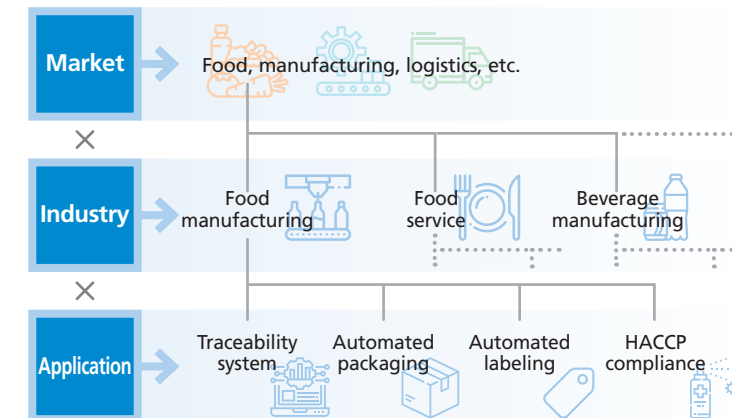 Market
Food, manufacturing, logistics, etc.
×
Industry
Food
manufacturing
Food
service
Beverage
manufacturing
×
Application
Traceability
system
Automated
packaging
Automated
labeling
HACCP
compliance